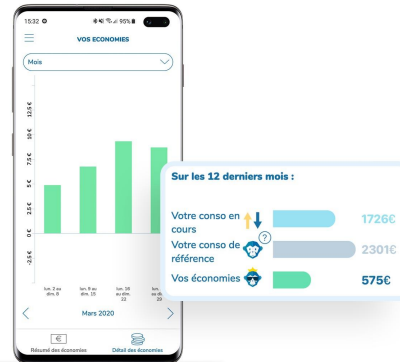 15:32
95%
VOS ECONOMIES
Mois
12.5 €
10 €
7.5 €
5 €
2.5 €
0 €
-2.5 €
lun. 2 au
dim. 8
lun. 9 au
dim. 15
lun. 16
au dim.
22
au
29
Mars 2020
Résumé des économies
Détail des économies
Sur les 12 derniers mois :
Votre conso en
cours
1726€
?
Votre conso de
référence
2301€
Vos économies
575€